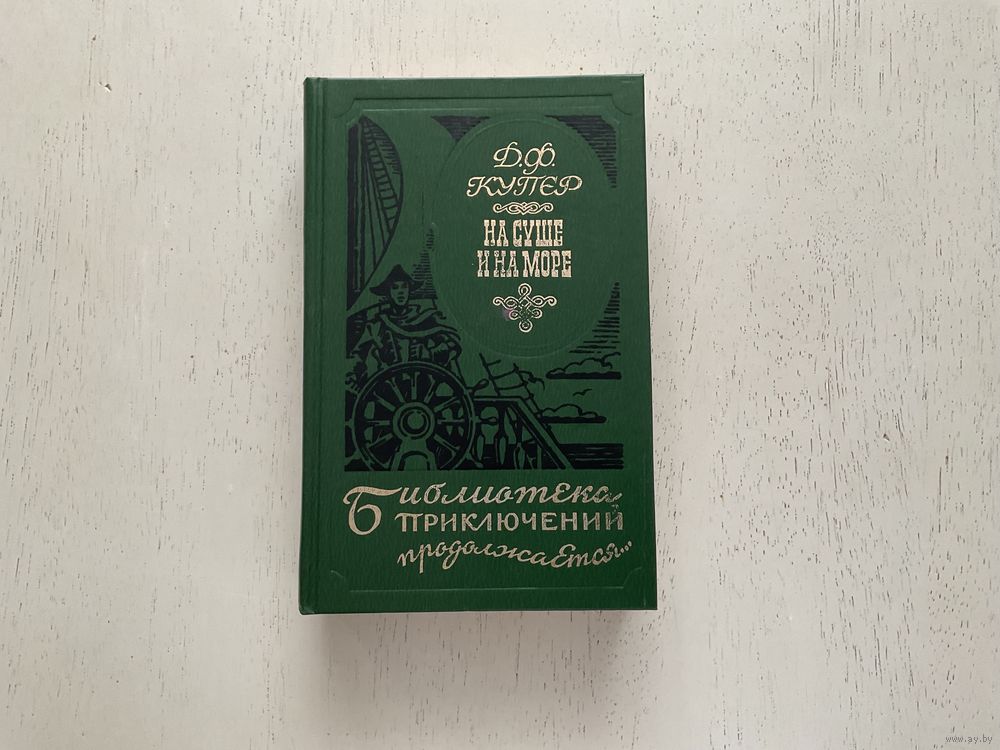 Д.Ф.
КУПЕР
НА СУШЕ
И НА МОРЕ
Библиотека
ПРИКЛЮЧЕНИЙ
продолжается...
www.ay.by